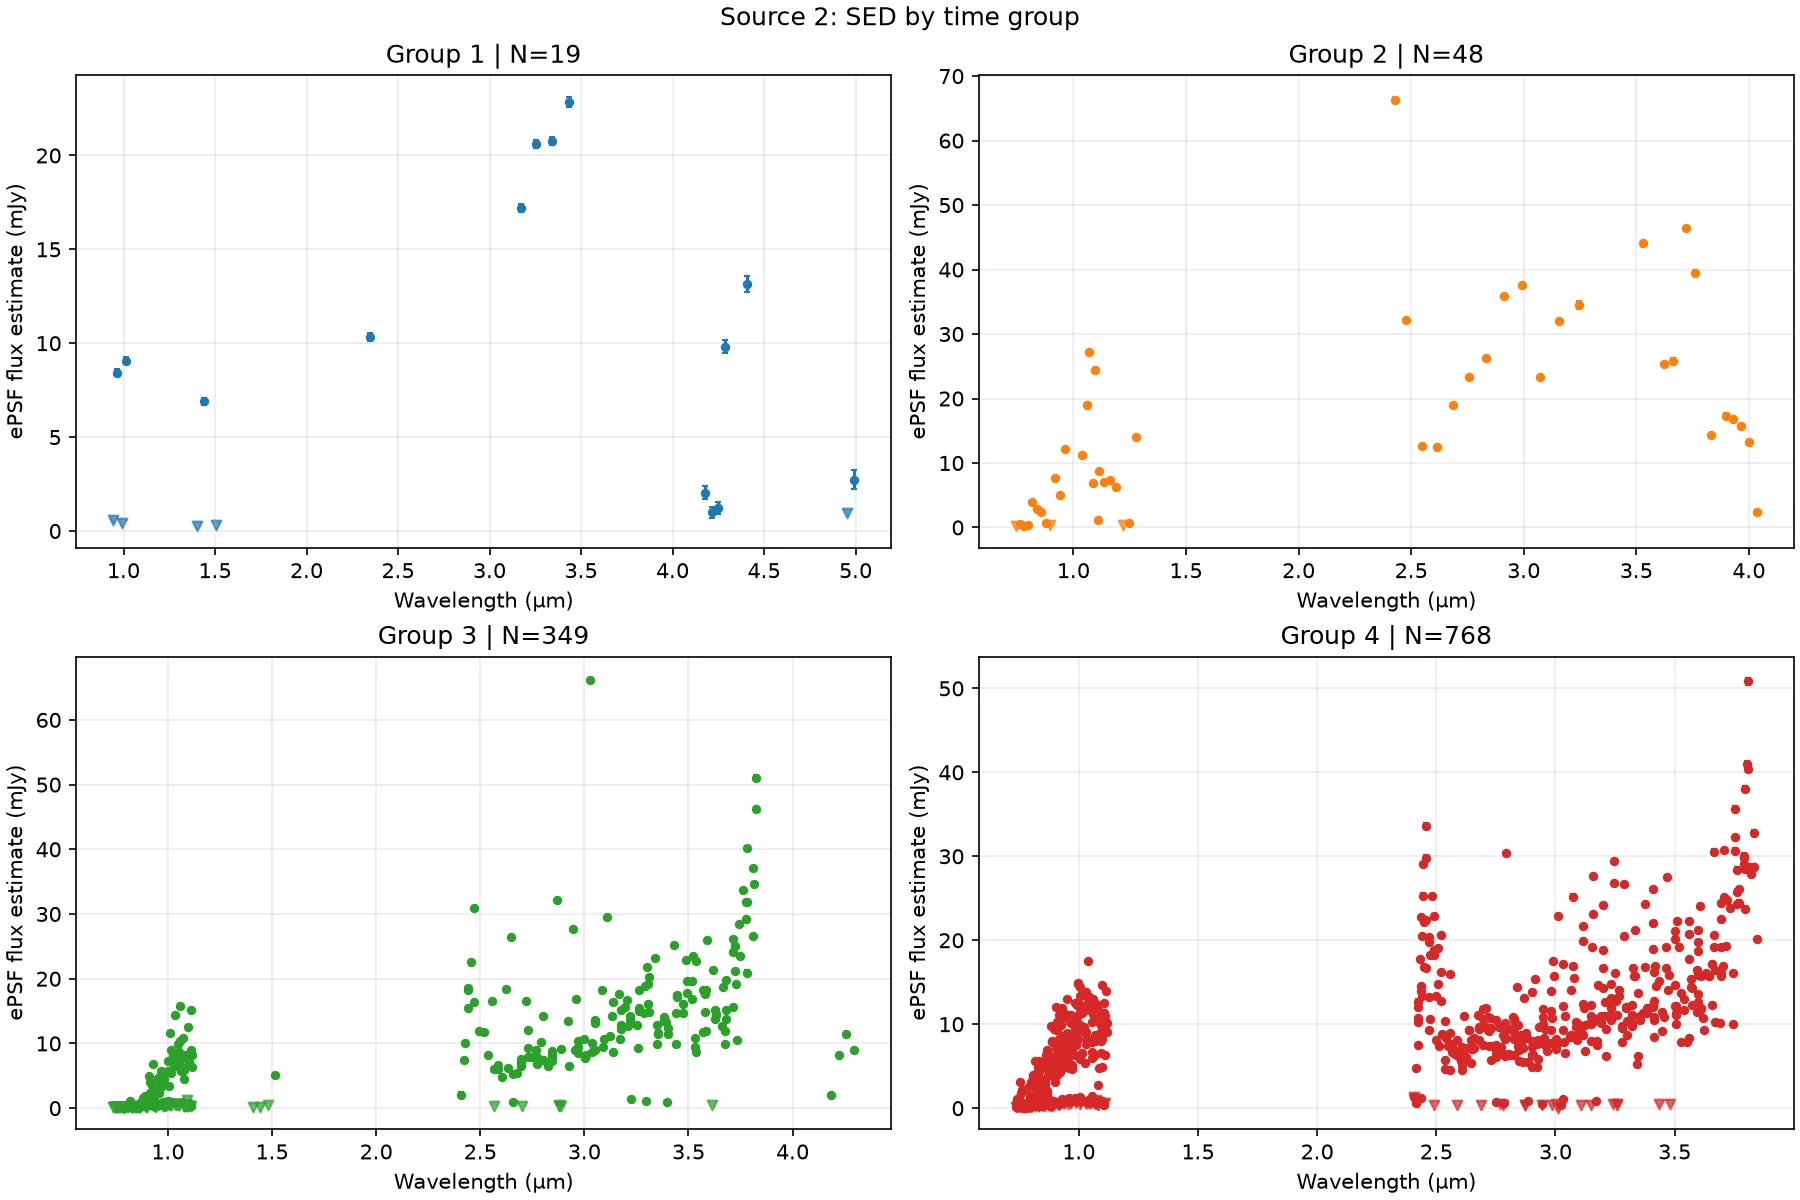 Source 2: SED by time group
Group 1 | N=19
ePSF flux estimate (mJy)
20
15
10
5
0
1.0 1.5 2.0 2.5 3.0 3.5 4.0 4.5 5.0
Wavelength (μm)
Group 2 | N=48
ePSF flux estimate (mJy)
70
60
50
40
30
20
10
0
1.0 1.5 2.0 2.5 3.0 3.5 4.0
Wavelength (μm)
Group 3 | N=349
ePSF flux estimate (mJy)
60
50
40
30
20
10
0
1.0 1.5 2.0 2.5 3.0 3.5 4.0
Wavelength (μm)
Group 4 | N=768
ePSF flux estimate (mJy)
50
40
30
20
10
0
1.0 1.5 2.0 2.5 3.0 3.5
Wavelength (μm)